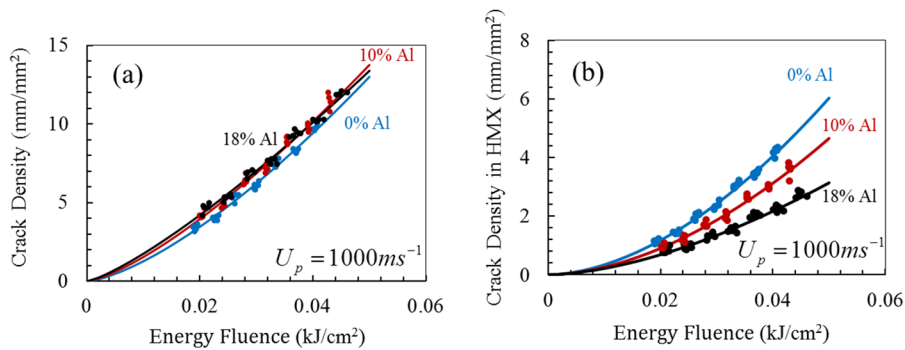 Crack Density (mm/mm²)
15
10
5
0
(a)
10% Al
18% Al
0% Al
U_p = 1000ms⁻¹
0
0.02
0.04
0.06
Energy Fluence (kJ/cm²)
Crack Density in HMX (mm/mm²)
8
6
4
2
0
(b)
0% Al
10% Al
18% Al
U_p = 1000ms⁻¹
0
0.02
0.04
0.06
Energy Fluence (kJ/cm²)